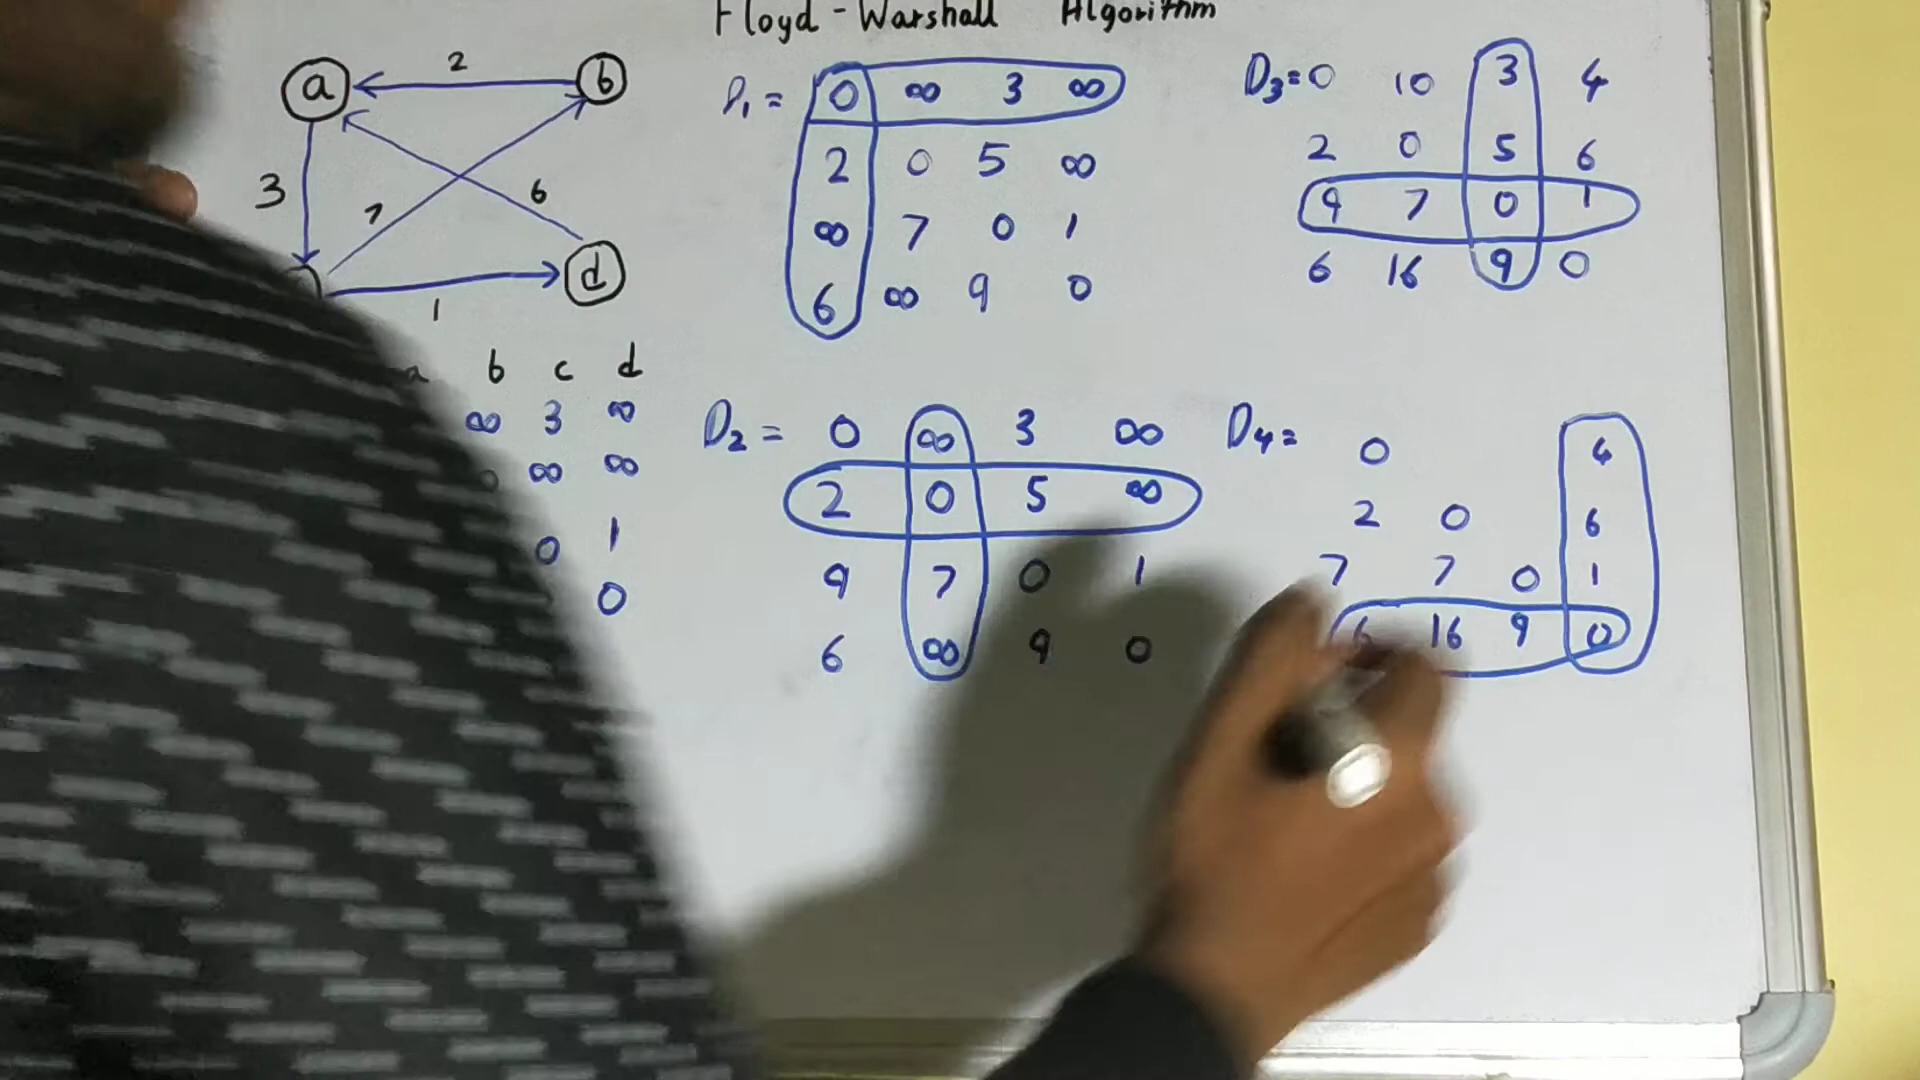 Floyd - Warshall Algorithm
a 2 b
3 7 6
1 d
a b c d
∞ 3 ∞
0 ∞ ∞
0 1
0
D1 = 0 ∞ 3 ∞
2 0 5 ∞
∞ 7 0 1
6 ∞ 9 0
D2 = 0 ∞ 3 ∞
2 0 5 ∞
9 7 0 1
6 ∞ 9 0
D3 = 0 10 3 4
2 0 5 6
9 7 0 1
6 16 9 0
D4 = 0 4
2 0 6
7 7 0 1
6 16 9 0